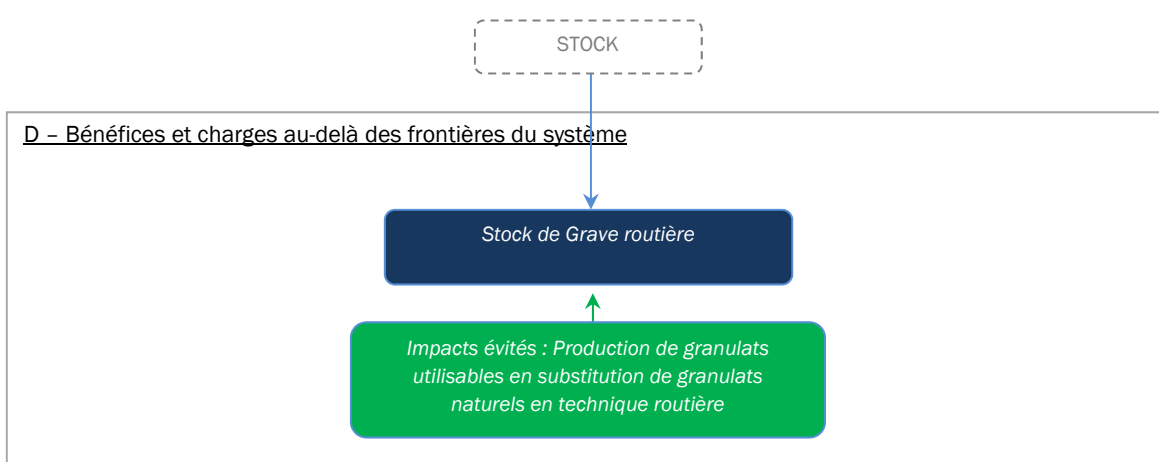 STOCK
D – Bénéfices et charges au-delà des frontières du système
Stock de Grave routière
Impacts évités : Production de granulats
utilisables en substitution de granulats
naturels en technique routière